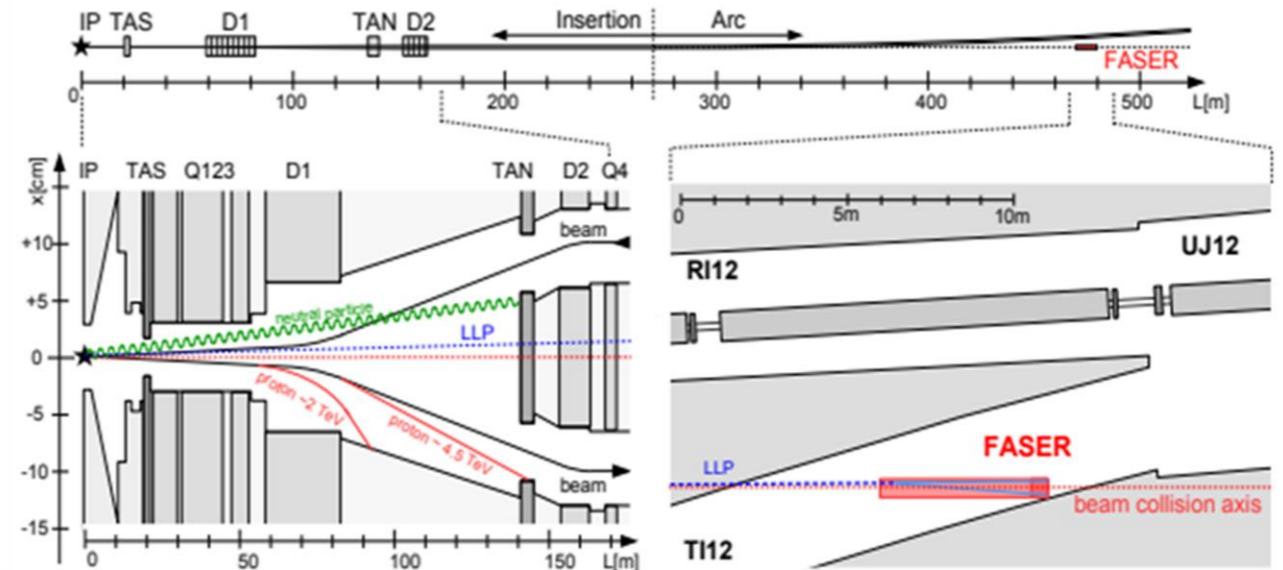 IP TAS D1 TAN D2 Insertion Arc
FASER
0 100 200 300 400 500 L[m]
IP TAS Q123 D1 TAN D2 Q4
x[cm]
+10
+5
0
-5
-10
-15
beam
neutral particle
LLP
proton ~2 TeV
proton ~ 4.5 TeV
beam
0 50 100 150 L[m]
0 5m 10m
RI12
UJ12
FASER
LLP
beam collision axis
TI12